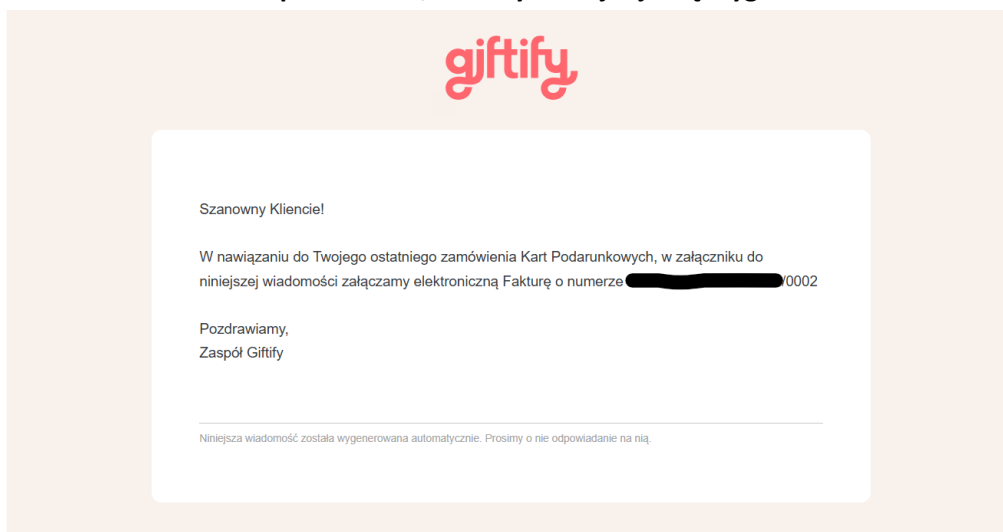 giftify
Szanowny Kliencie!
W nawiązaniu do Twojego ostatniego zamówienia Kart Podarunkowych, w załączniku do
niniejszej wiadomości załączamy elektroniczną Fakturę o numerze /0002
Pozdrawiamy,
Zaspół Giftify
Niniejsza wiadomość została wygenerowana automatycznie. Prosimy o nie odpowiadanie na nią.